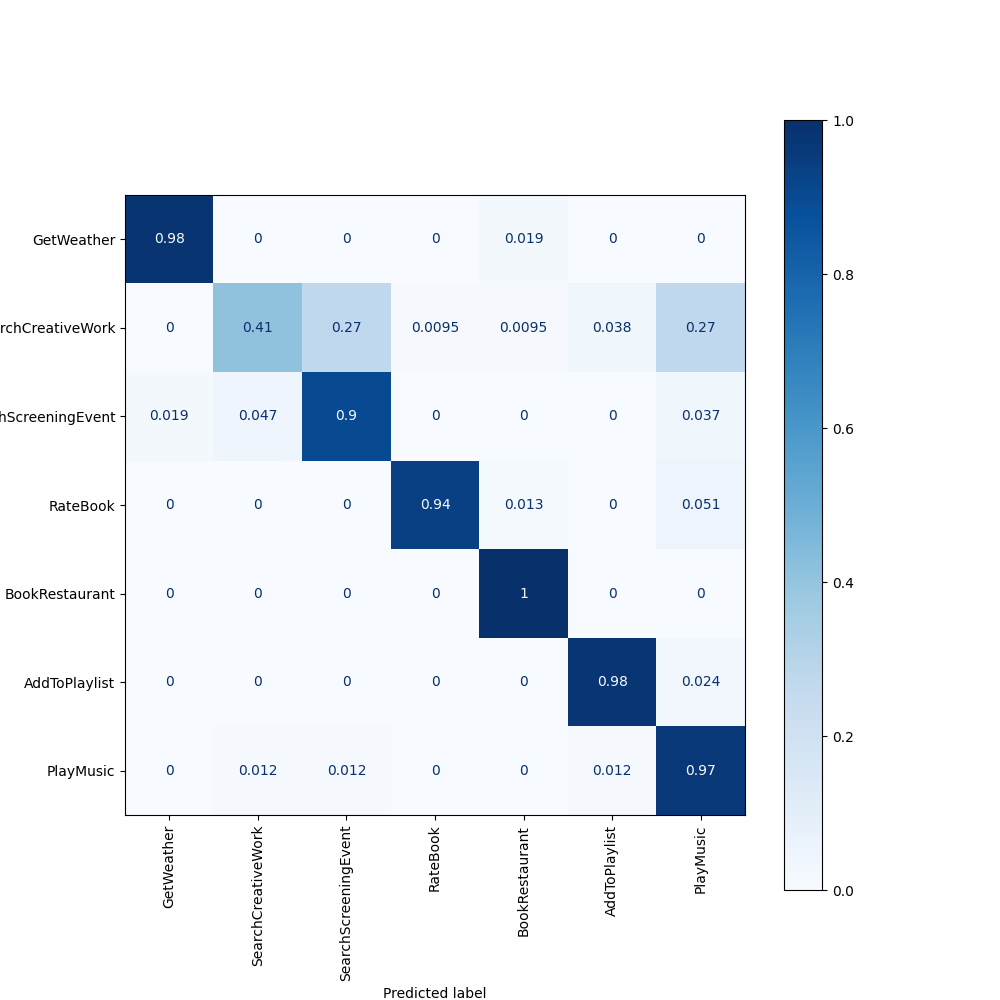 1.0
GetWeather 0.98 0 0 0 0.019 0 0
0.8
rchCreativeWork 0 0.41 0.27 0.0095 0.0095 0.038 0.27
hScreeningEvent 0.019 0.047 0.9 0 0 0 0.037
0.6
RateBook 0 0 0 0.94 0.013 0 0.051
0.4
BookRestaurant 0 0 0 0 1 0 0
AddToPlaylist 0 0 0 0 0 0.98 0.024
0.2
PlayMusic 0 0.012 0.012 0 0 0.012 0.97
0.0
GetWeather
SearchCreativeWork
SearchScreeningEvent
RateBook
BookRestaurant
AddToPlaylist
PlayMusic
Predicted label